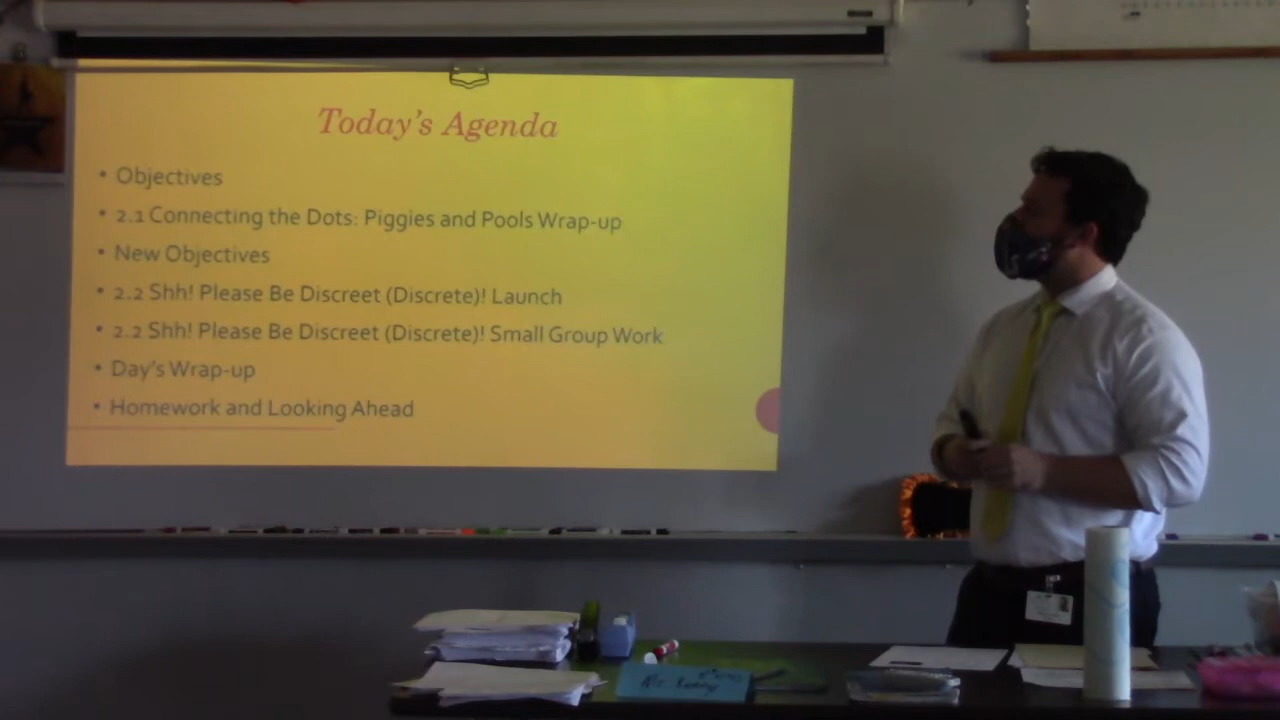 Today's Agenda
• Objectives
• 2.1 Connecting the Dots: Piggies and Pools Wrap-up
• New Objectives
• 2.2 Shh! Please Be Discreet (Discrete)! Launch
• 2.2 Shh! Please Be Discreet (Discrete)! Small Group Work
• Day's Wrap-up
• Homework and Looking Ahead